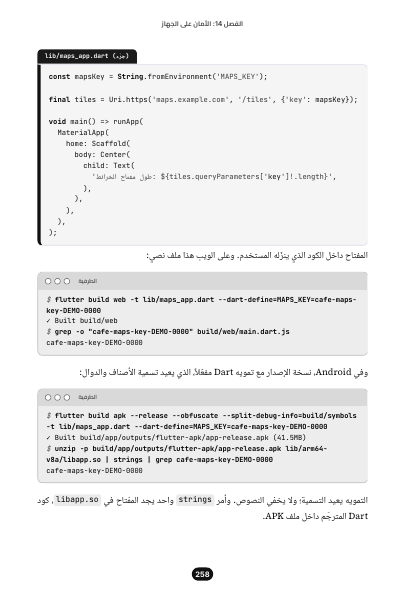 الفصل 14: الأمان على الجهاز
lib/maps_app.dart (جزء)
const mapsKey = String.fromEnvironment('MAPS_KEY');
final tiles = Uri.https('maps.example.com', '/tiles', {'key': mapsKey});
void main() => runApp(
MaterialApp(
home: Scaffold(
body: Center(
child: Text(
'طول مفتاح الخرائط: ${tiles.queryParameters['key']!.length}',
),
),
),
),
);
المفتاح داخل الكود الذي ينزّله المستخدم. وعلى الويب هذا ملف نصي:
الطرفية
$ flutter build web -t lib/maps_app.dart --dart-define=MAPS_KEY=cafe-maps-
key-DEMO-0000
✓ Built build/web
$ grep -o "cafe-maps-key-DEMO-0000" build/web/main.dart.js
cafe-maps-key-DEMO-0000
وفي Android، نسخة الإصدار مع تمويه Dart مفعّلًا، الذي يعيد تسمية الأصناف والدوال:
الطرفية
$ flutter build apk --release --obfuscate --split-debug-info=build/symbols
-t lib/maps_app.dart --dart-define=MAPS_KEY=cafe-maps-key-DEMO-0000
✓ Built build/app/outputs/flutter-apk/app-release.apk (41.5MB)
$ unzip -p build/app/outputs/flutter-apk/app-release.apk lib/arm64-
v8a/libapp.so | strings | grep cafe-maps-key-DEMO-0000
cafe-maps-key-DEMO-0000
التمويه يعيد التسمية؛ ولا يخفي النصوص. وأمر strings واحد يجد المفتاح في libapp.so، كود
Dart المترجَم داخل ملف APK.
258